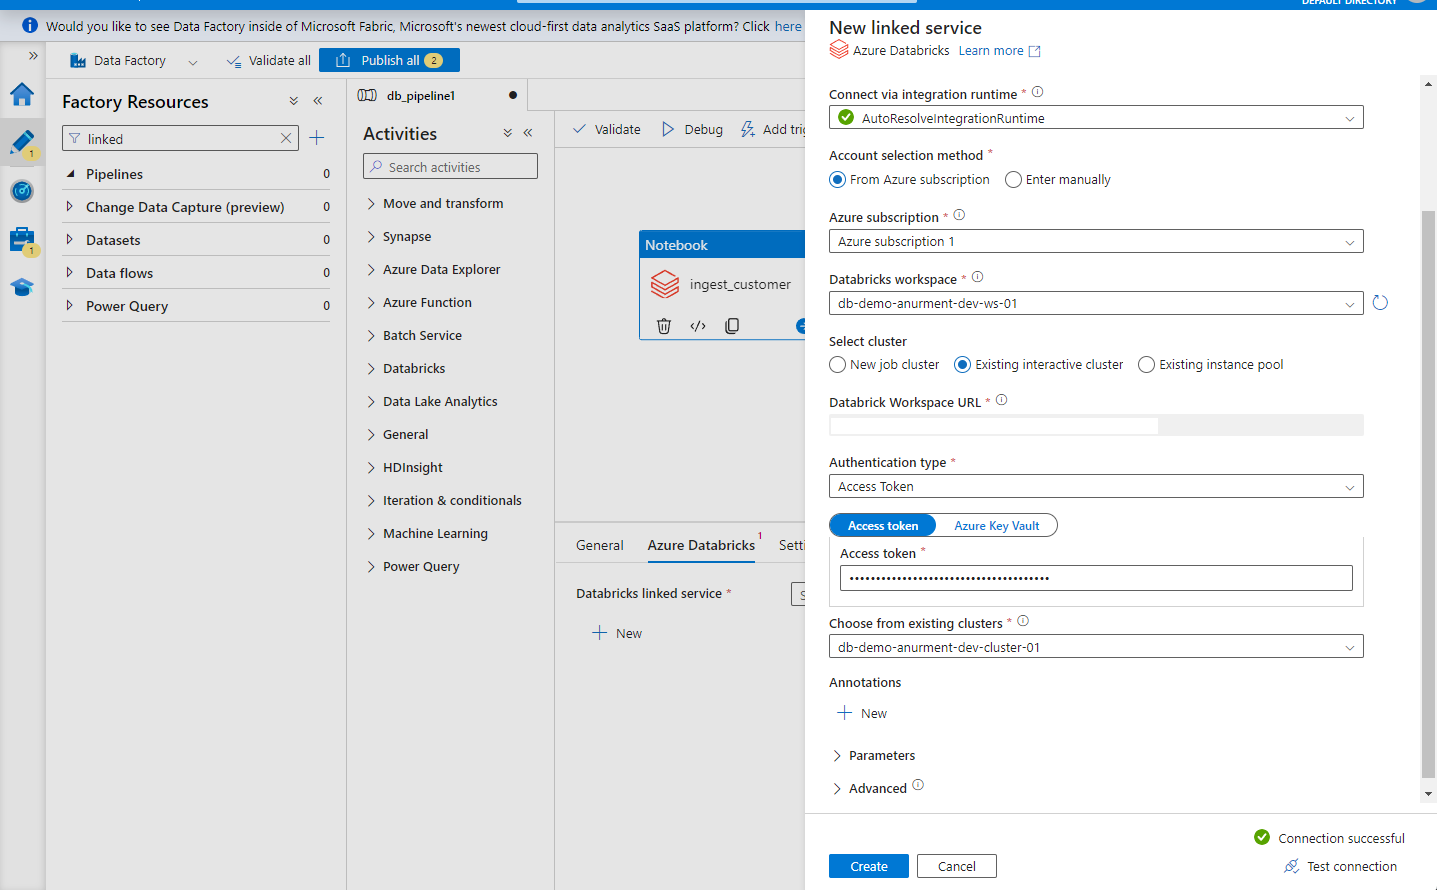 DEFAULT DIRECTORY
Would you like to see Data Factory inside of Microsoft Fabric, Microsoft's newest cloud-first data analytics SaaS platform? Click here
Data Factory
Validate all
Publish all 2
Factory Resources
linked
1
1
Pipelines 0
Change Data Capture (preview) 0
Datasets 0
Data flows 0
Power Query 0
db_pipeline1
Activities
Search activities
Move and transform
Synapse
Azure Data Explorer
Azure Function
Batch Service
Databricks
Data Lake Analytics
General
HDInsight
Iteration & conditionals
Machine Learning
Power Query
Validate
Debug
Add trig
Notebook
ingest_customer
General
Azure Databricks 1
Setti
Databricks linked service *
S
New
New linked service
Azure Databricks Learn more
Connect via integration runtime *
AutoResolveIntegrationRuntime
Account selection method *
From Azure subscription
Enter manually
Azure subscription *
Azure subscription 1
Databricks workspace *
db-demo-anurment-dev-ws-01
Select cluster
New job cluster
Existing interactive cluster
Existing instance pool
Databrick Workspace URL *
Authentication type *
Access Token
Access token
Azure Key Vault
Access token *
••••••••••••••••••••••••••••••••••••••
Choose from existing clusters *
db-demo-anurment-dev-cluster-01
Annotations
New
Parameters
Advanced
Connection successful
Create
Cancel
Test connection